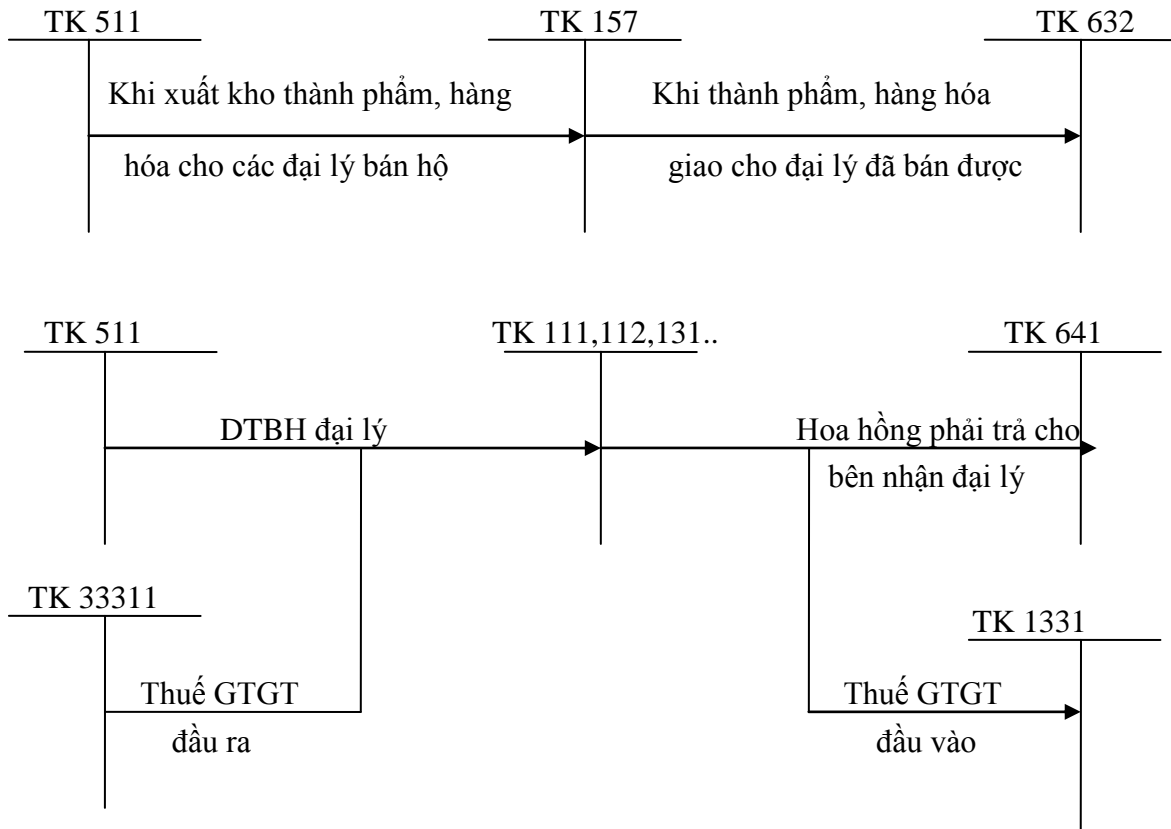 TK 511
TK 157
TK 632
Khi xuất kho thành phẩm, hàng
hóa cho các đại lý bán hộ
Khi thành phẩm, hàng hóa
giao cho đại lý đã bán được
TK 511
TK 111,112,131..
TK 641
DTBH đại lý
Hoa hồng phải trả cho
bên nhận đại lý
TK 33311
TK 1331
Thuế GTGT
đầu ra
Thuế GTGT
đầu vào